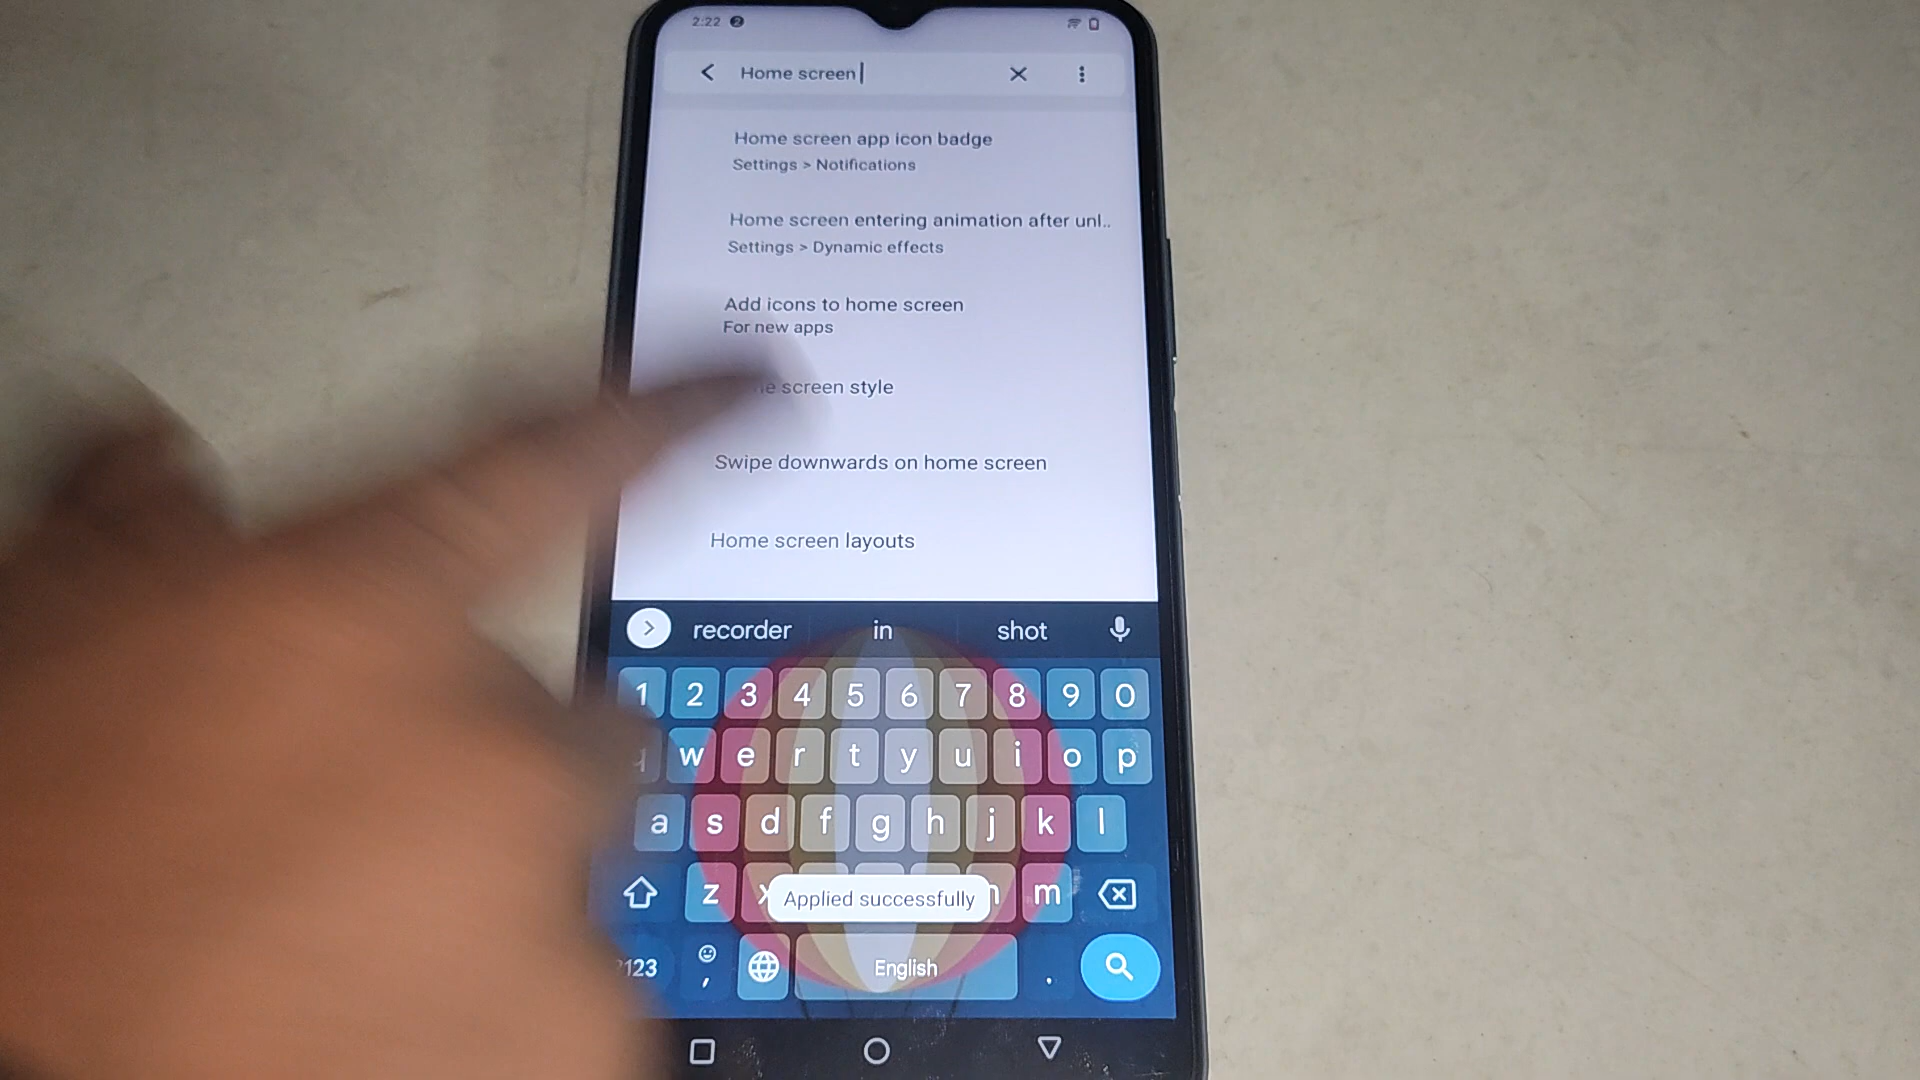 2:22
Home screen
Home screen app icon badge
Settings > Notifications
Home screen entering animation after unl..
Settings > Dynamic effects
Add icons to home screen
For new apps
screen style
Swipe downwards on home screen
Home screen layouts
recorder in shot
1 2 3 4 5 6 7 8 9 0
w e r t y u i o p
a s d f g h j k l
z x m
Applied successfully
?123 , English .